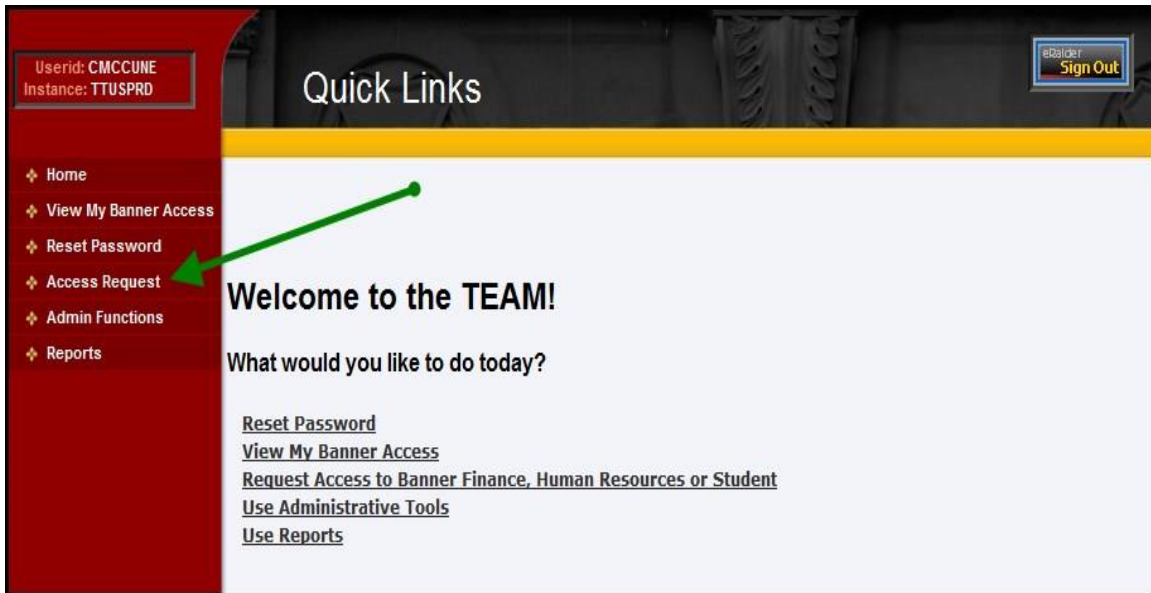 Userid: CMCCUNE
Instance: TTUSPRD
Quick Links
eRaider
Sign Out
Home
View My Banner Access
Reset Password
Access Request
Admin Functions
Reports
Welcome to the TEAM!
What would you like to do today?
Reset Password
View My Banner Access
Request Access to Banner Finance, Human Resources or Student
Use Administrative Tools
Use Reports